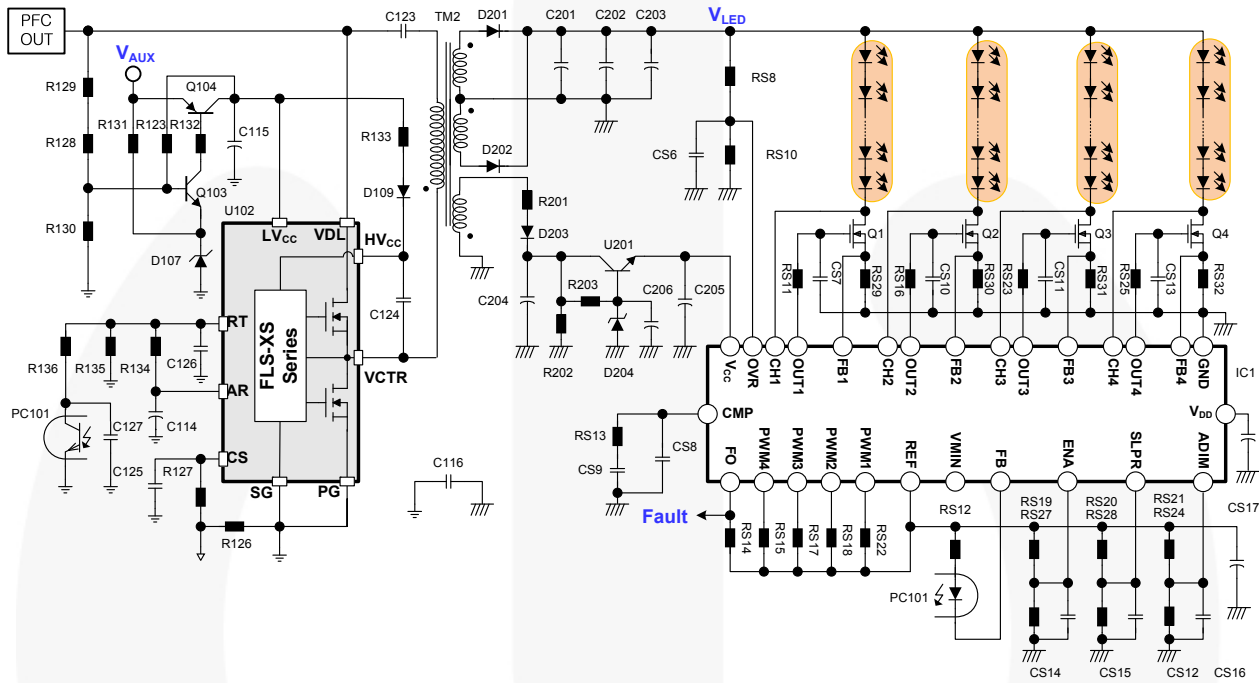 PFC
OUT
C123
TM2
D201
C201
C202
C203
VLED
VAUX
Q104
R129
R131
R123
R132
C115
R128
R133
RS8
CS6
RS10
D202
Q103
D109
R130
U102
LVCC
VDL
HVCC
D107
R201
D203
U201
Q1
Q2
Q3
Q4
RS11
CS7
RS29
RS16
CS10
RS30
RS23
CS11
RS31
RS25
CS13
RS32
C204
R203
C206
C205
C124
RT
R136
R135
R134
C126
FLS-XS
Series
VCTR
R202
D204
VCC
OVR
CH1
OUT1
FB1
CH2
OUT2
FB2
CH3
OUT3
FB3
CH4
OUT4
FB4
GND
IC1
AR
PC101
C127
C114
CMP
VDD
C125
R127
CS
RS13
CS8
CS9
FO
PWM4
PWM3
PWM2
PWM1
REF
VMIN
FB
ENA
SLPR
ADIM
SG
PG
C116
R126
Fault
RS14
RS15
RS17
RS18
RS22
RS12
RS19
RS27
RS20
RS28
RS21
RS24
CS17
PC101
CS14
CS15
CS12
CS16